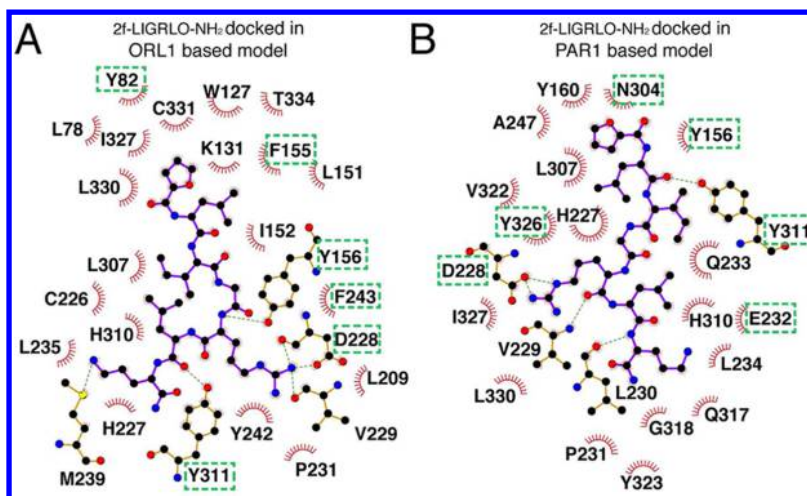 A
2f-LIGRLO-NH₂ docked in
ORL1 based model
Y82
W127
T334
C331
L78
I327
K131
F155
L330
L151
I152
Y156
L307
C226
F243
H310
D228
L235
L209
H227
Y242
V229
P231
M239
Y311
B
2f-LIGRLO-NH₂ docked in
PAR1 based model
Y160
N304
A247
Y156
L307
V322
Y326
H227
Y311
Q233
D228
I327
H310
E232
V229
L234
L330
L230
Q317
G318
P231
Y323